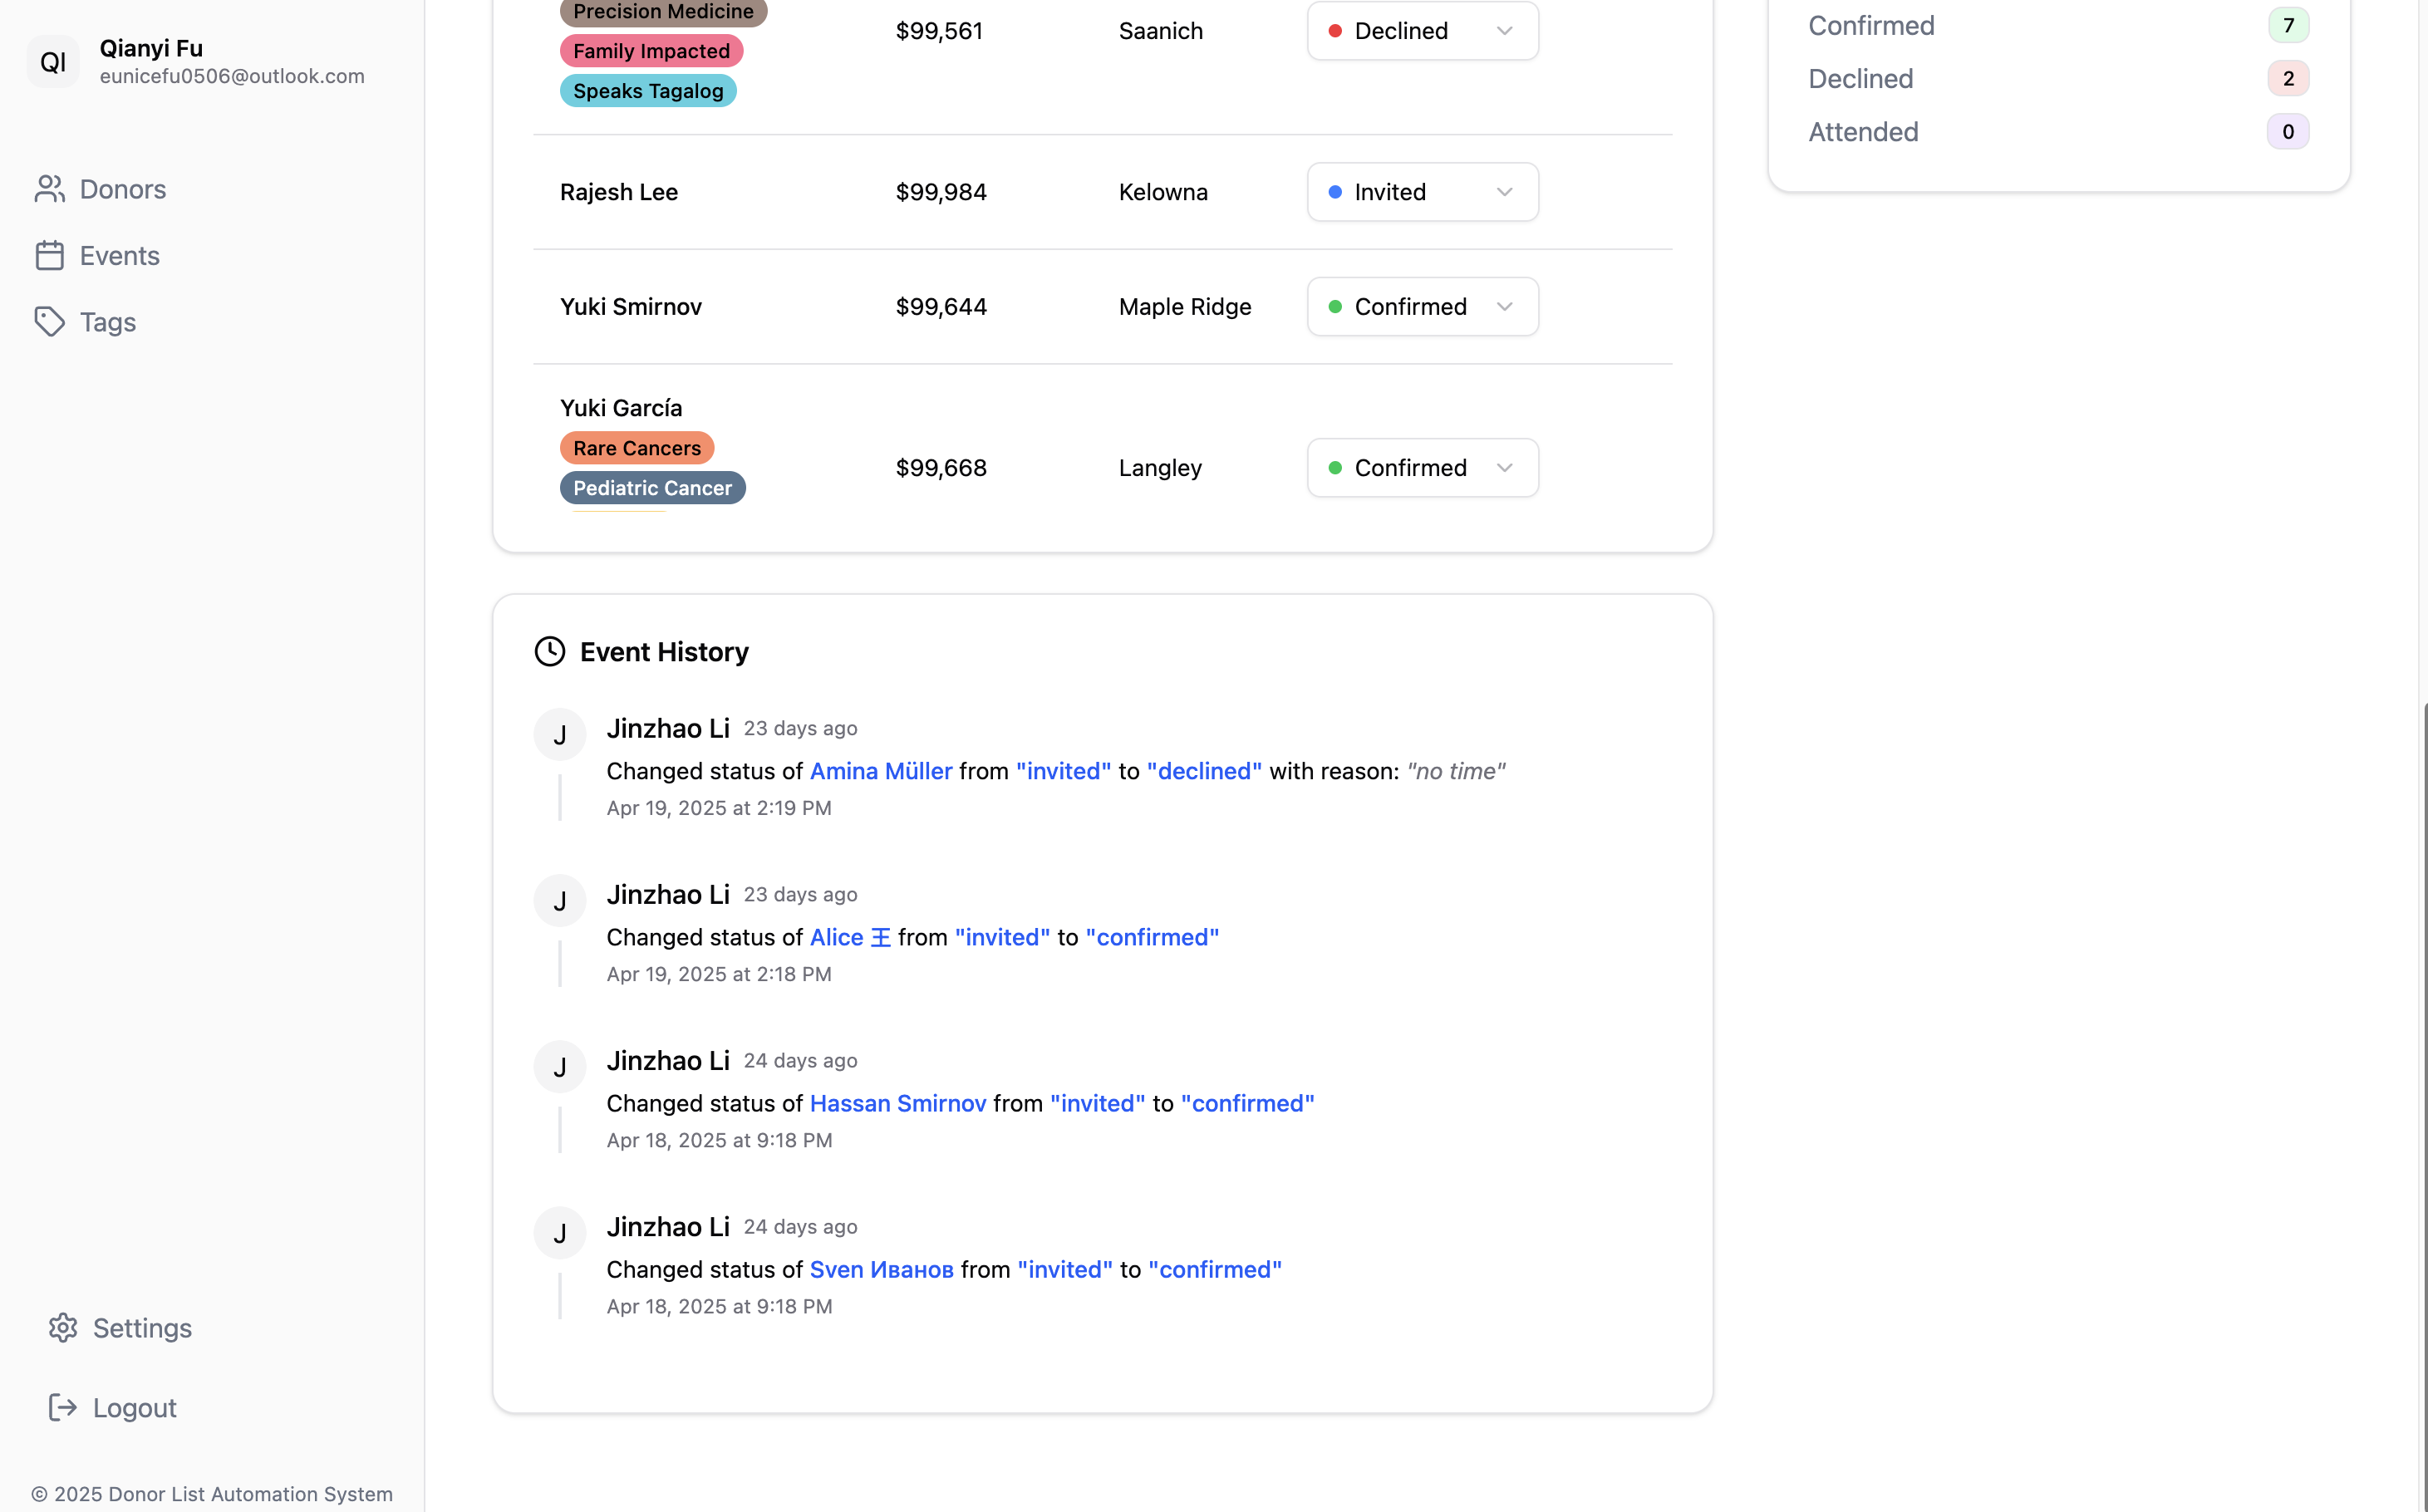 QI
Qianyi Fu
eunicefu0506@outlook.com
Donors
Events
Tags
Settings
Logout
© 2025 Donor List Automation System
Precision Medicine
Family Impacted
Speaks Tagalog
$99,561
Saanich
Declined
Rajesh Lee
$99,984
Kelowna
Invited
Yuki Smirnov
$99,644
Maple Ridge
Confirmed
Yuki García
Rare Cancers
Pediatric Cancer
$99,668
Langley
Confirmed
Event History
J
Jinzhao Li 23 days ago
Changed status of Amina Müller from "invited" to "declined" with reason: "no time"
Apr 19, 2025 at 2:19 PM
J
Jinzhao Li 23 days ago
Changed status of Alice 王 from "invited" to "confirmed"
Apr 19, 2025 at 2:18 PM
J
Jinzhao Li 24 days ago
Changed status of Hassan Smirnov from "invited" to "confirmed"
Apr 18, 2025 at 9:18 PM
J
Jinzhao Li 24 days ago
Changed status of Sven Иванов from "invited" to "confirmed"
Apr 18, 2025 at 9:18 PM
Confirmed 7
Declined 2
Attended 0